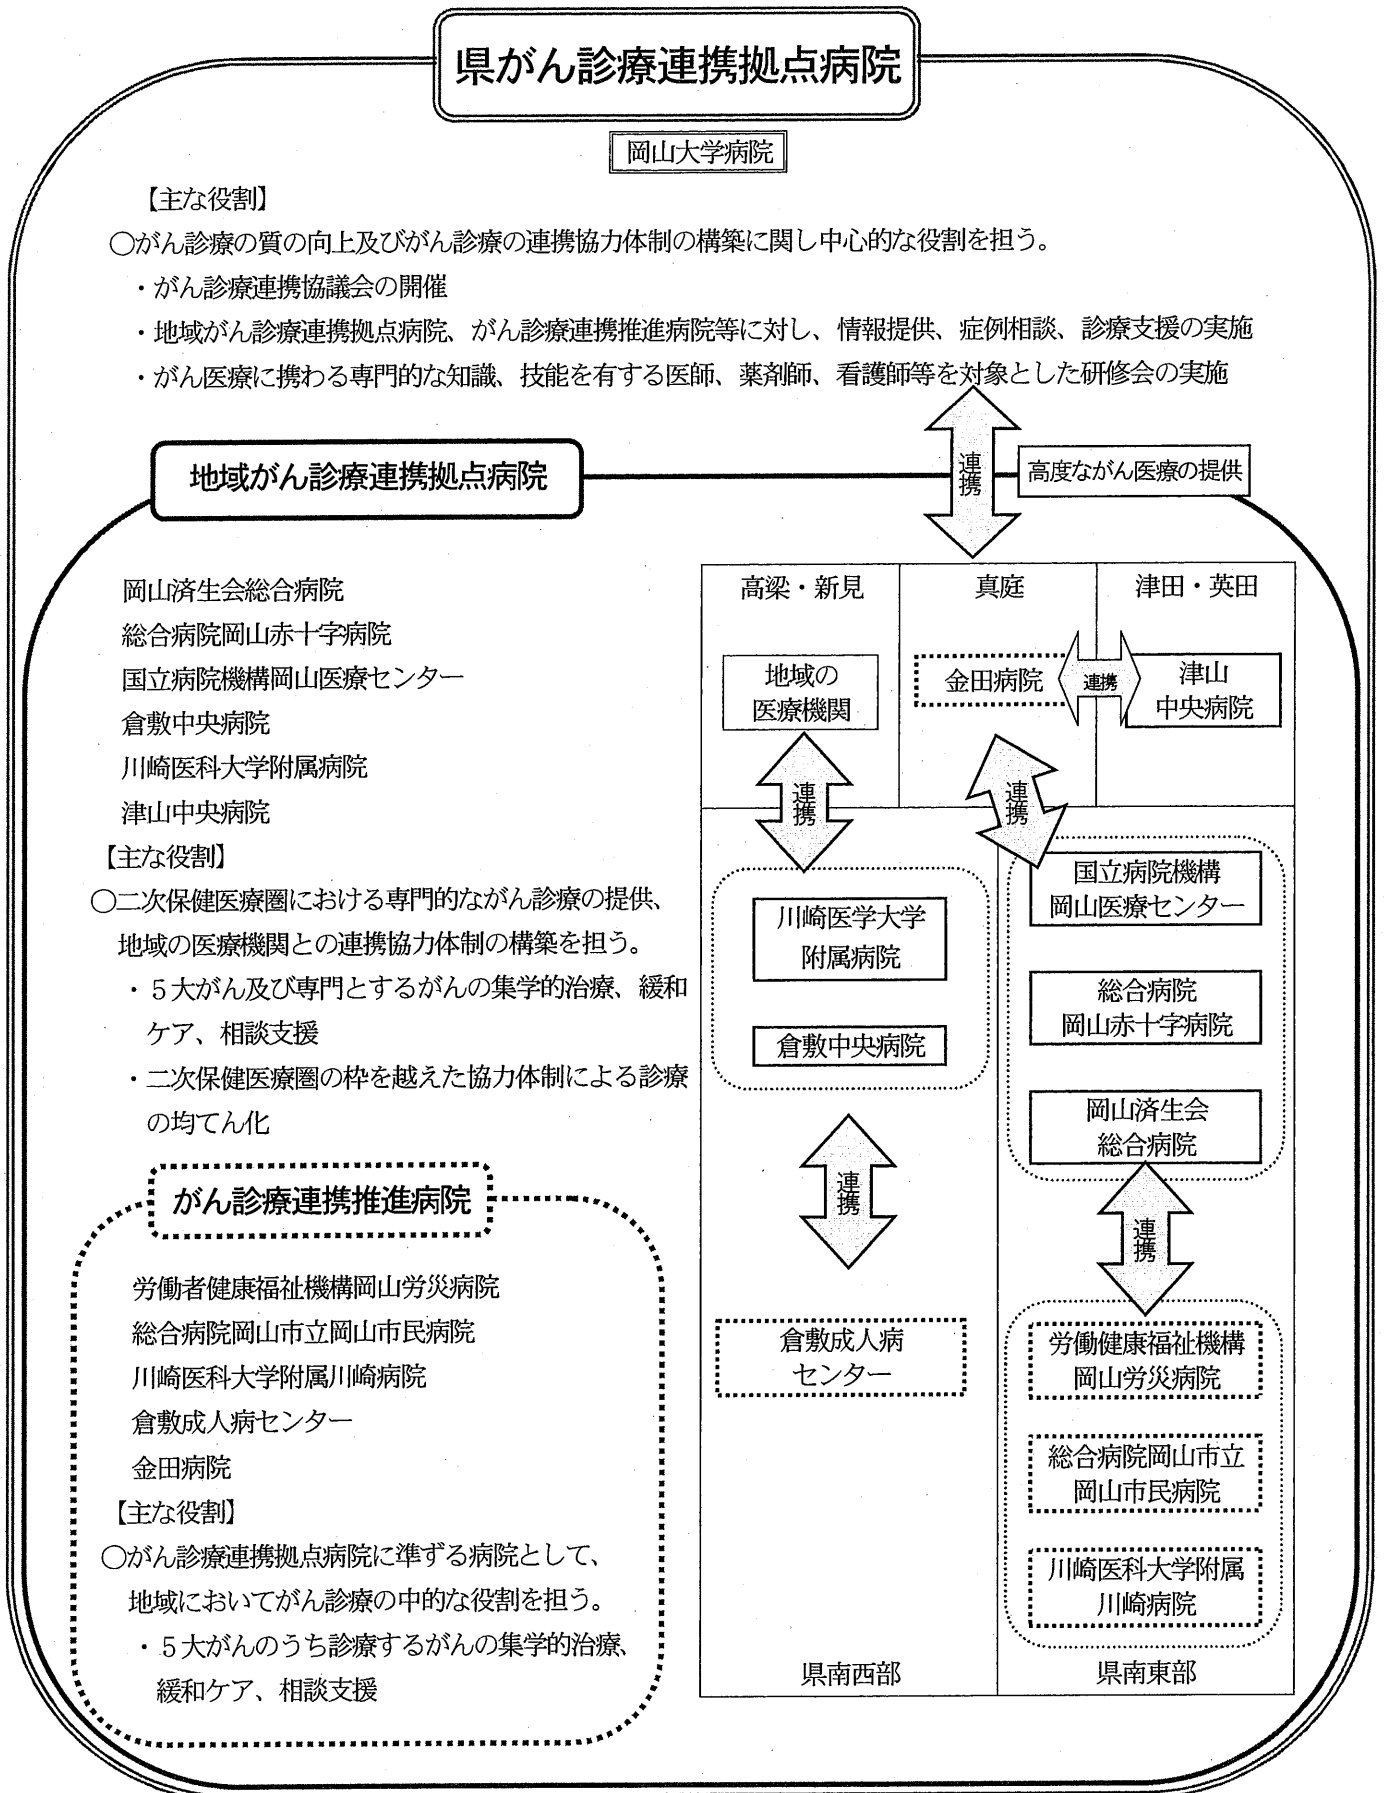 県がん診療連携拠点病院
岡山大学病院
【主な役割】
○がん診療の質の向上及びがん診療の連携協力体制の構築に関し中心的な役割を担う。
・がん診療連携協議会の開催
・地域がん診療連携拠点病院、がん診療連携推進病院等に対し、情報提供、症例相談、診療支援の実施
・がん医療に携わる専門的な知識、技能を有する医師、薬剤師、看護師等を対象とした研修会の実施
連携
高度ながん医療の提供
地域がん診療連携拠点病院
岡山済生会総合病院
総合病院岡山赤十字病院
国立病院機構岡山医療センター
倉敷中央病院
川崎医科大学附属病院
津山中央病院
【主な役割】
○二次保健医療圏における専門的ながん診療の提供、
地域の医療機関との連携協力体制の構築を担う。
・５大がん及び専門とするがんの集学的治療、緩和
ケア、相談支援
・二次保健医療圏の枠を越えた協力体制による診療
の均てん化
がん診療連携推進病院
労働者健康福祉機構岡山労災病院
総合病院岡山市立岡山市民病院
川崎医科大学附属川崎病院
倉敷成人病センター
金田病院
【主な役割】
○がん診療連携拠点病院に準ずる病院として、
地域においてがん診療の中的な役割を担う。
・５大がんのうち診療するがんの集学的治療、
緩和ケア、相談支援
高梁・新見
真庭
津田・英田
地域の
医療機関
金田病院
連携
津山
中央病院
連携
連携
川崎医学大学
附属病院
倉敷中央病院
連携
倉敷成人病
センター
県南西部
国立病院機構
岡山医療センター
総合病院
岡山赤十字病院
岡山済生会
総合病院
連携
労働健康福祉機構
岡山労災病院
総合病院岡山市立
岡山市民病院
川崎医科大学附属
川崎病院
県南東部